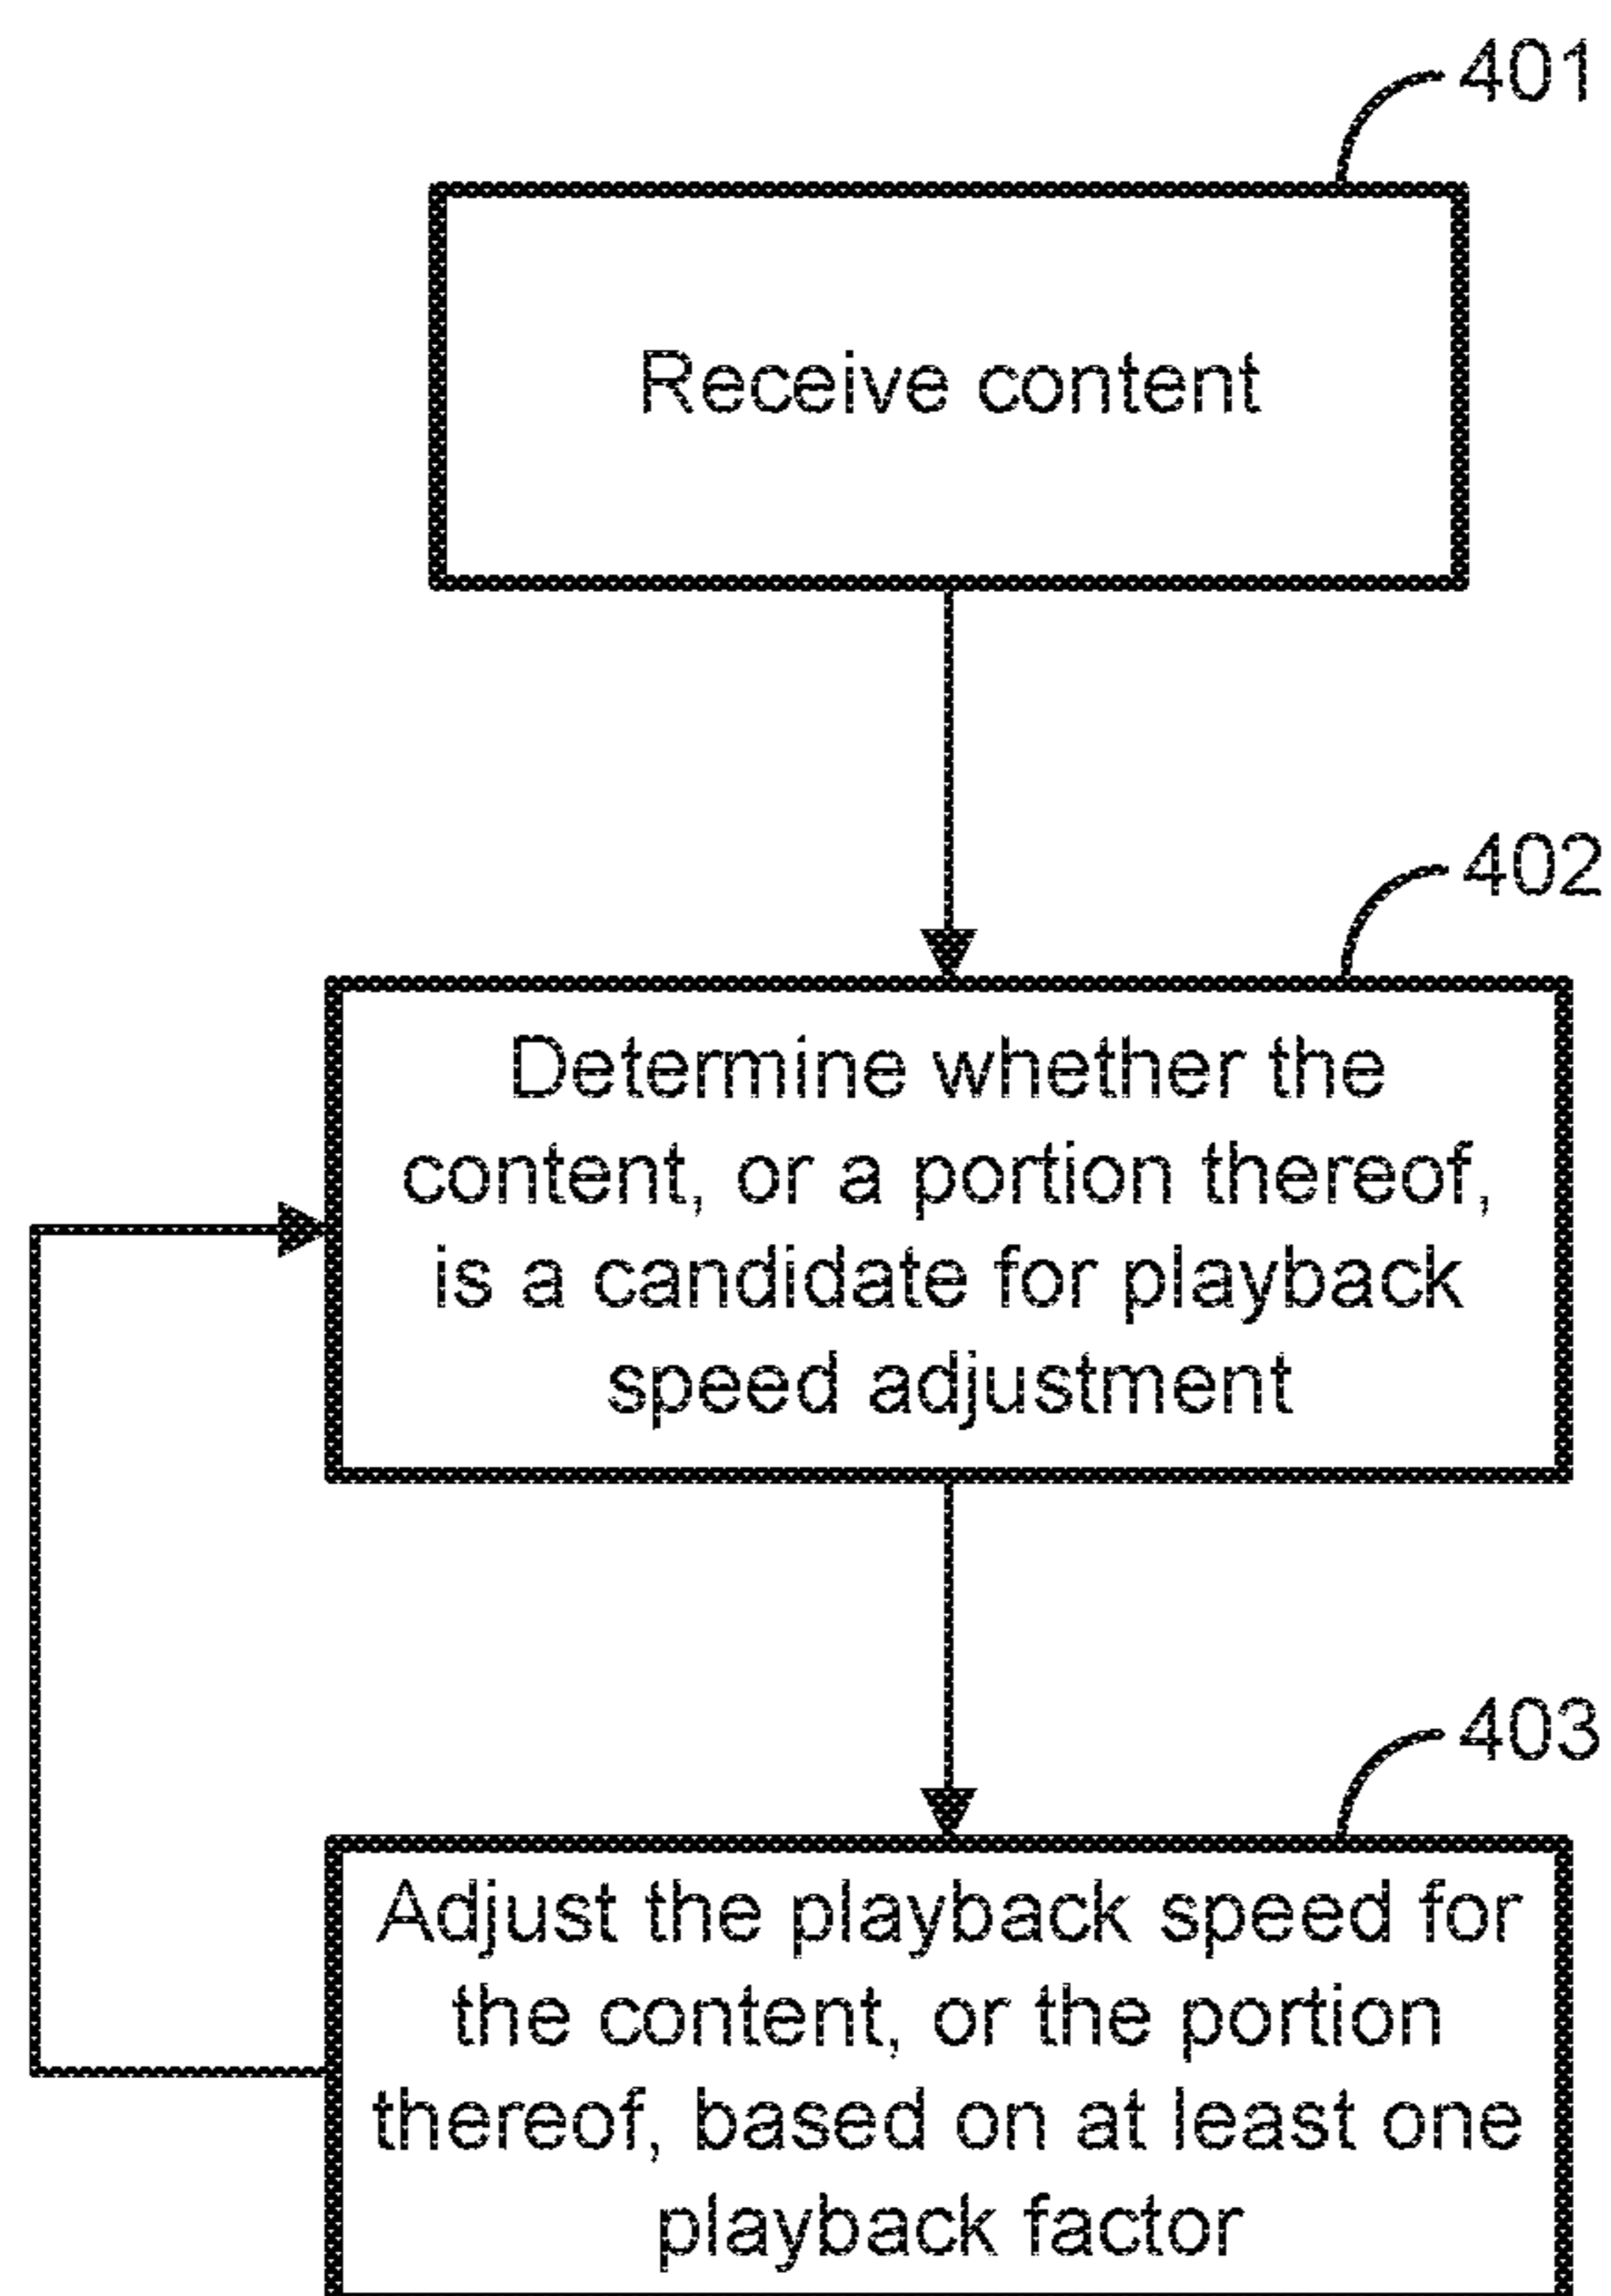 401
Receive content
402
Determine whether the
content, or a portion thereof,
is a candidate for playback
speed adjustment
403
Adjust the playback speed for
the content, or the portion
thereof, based on at least one
playback factor